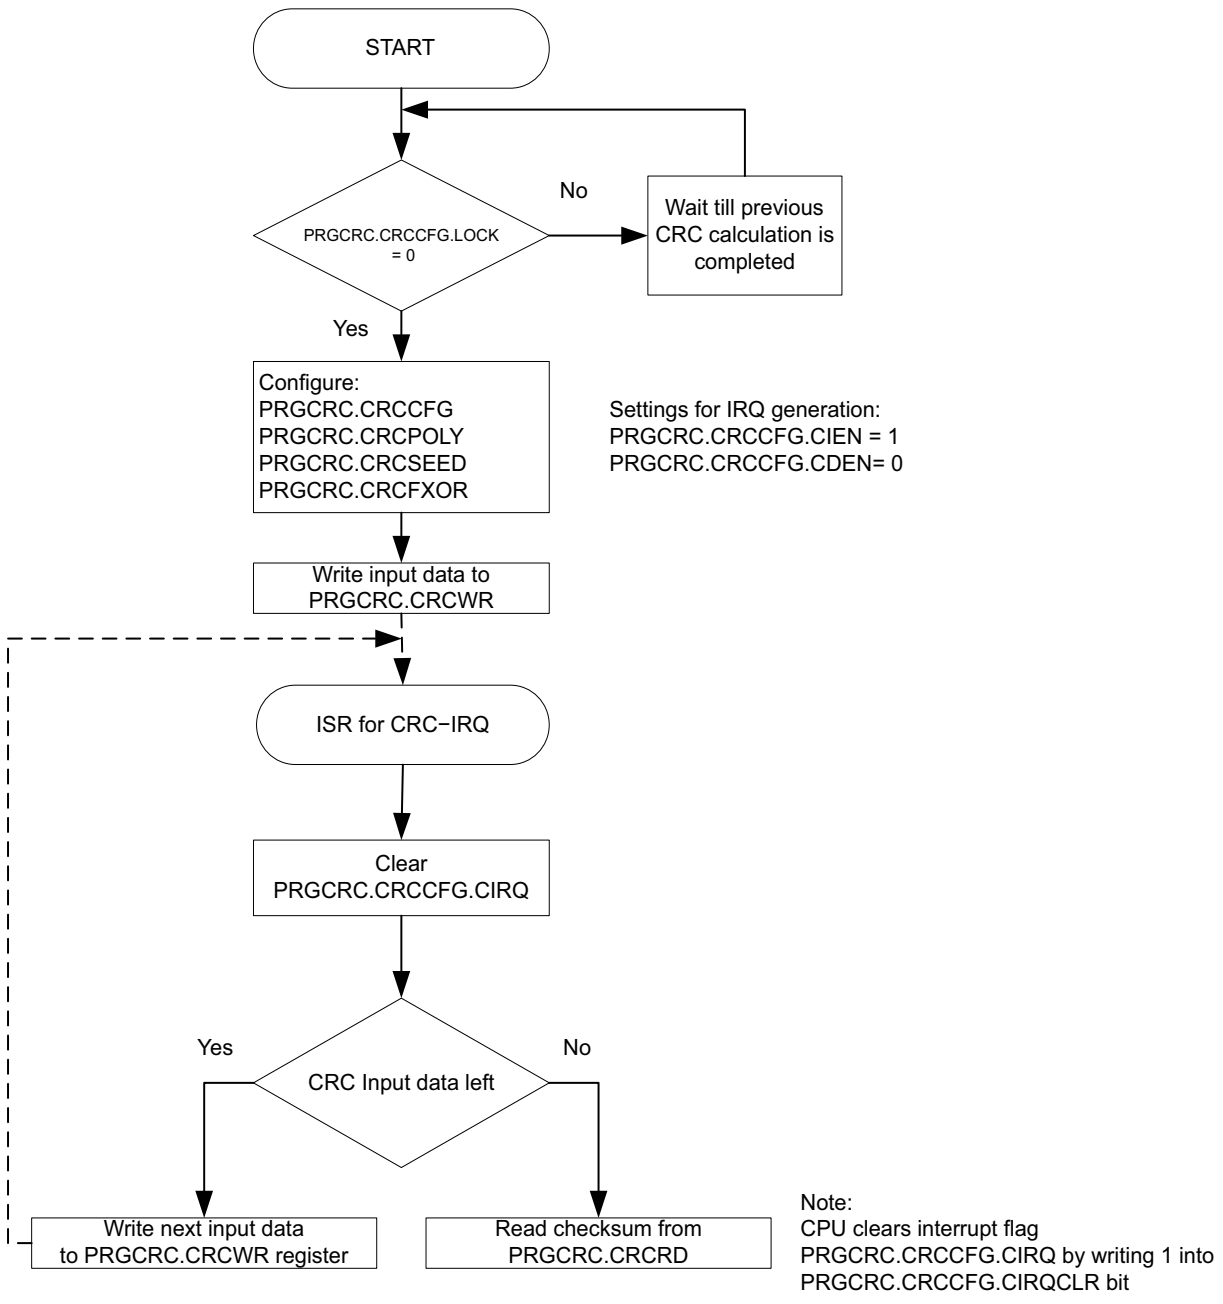 START
No
Wait till previous
CRC calculation is
completed
PRGCRC.CRCCFG.LOCK
= 0
Yes
Configure:
PRGCRC.CRCCFG
PRGCRC.CRCPOLY
PRGCRC.CRCSEED
PRGCRC.CRCFXOR
Settings for IRQ generation:
PRGCRC.CRCCFG.CIEN = 1
PRGCRC.CRCCFG.CDEN= 0
Write input data to
PRGCRC.CRCWR
ISR for CRC−IRQ
Clear
PRGCRC.CRCCFG.CIRQ
Yes
No
CRC Input data left
Write next input data
to PRGCRC.CRCWR register
Read checksum from
PRGCRC.CRCRD
Note:
CPU clears interrupt flag
PRGCRC.CRCCFG.CIRQ by writing 1 into
PRGCRC.CRCCFG.CIRQCLR bit